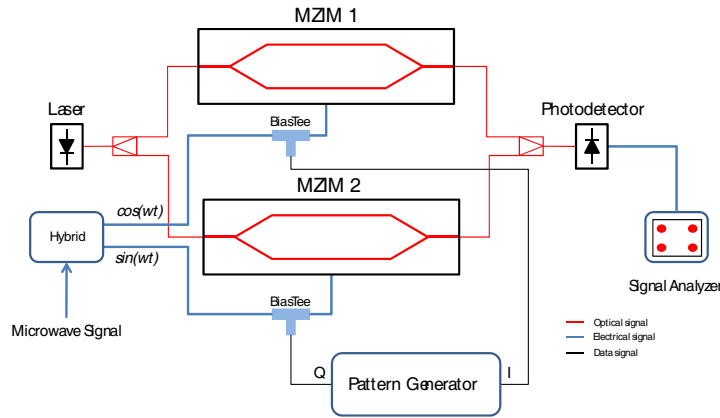 MZIM 1
Laser
BiasTee
Photodetector
MZIM 2
cos(wt)
Hybrid
sin(wt)
BiasTee
Signal Analyzer
Microwave Signal
Optical signal
Electrical signal
Data signal
Q
Pattern Generator
I